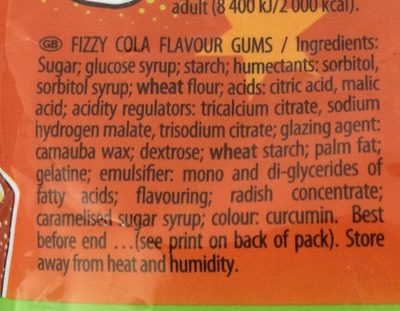 adult (8 400 kJ/2 000 kcal).
GB FIZZY COLA FLAVOUR GUMS / Ingredients:
Sugar; glucose syrup; starch; humectants: sorbitol,
sorbitol syrup; wheat flour; acids: citric acid, malic
acid; acidity regulators: tricalcium citrate, sodium
hydrogen malate, trisodium citrate; glazing agent:
carnauba wax; dextrose; wheat starch; palm fat;
gelatine; emulsifier: mono and di-glycerides of
fatty acids; flavouring; radish concentrate;
caramelised sugar syrup; colour: curcumin. Best
before end ...(see print on back of pack). Store
away from heat and humidity.